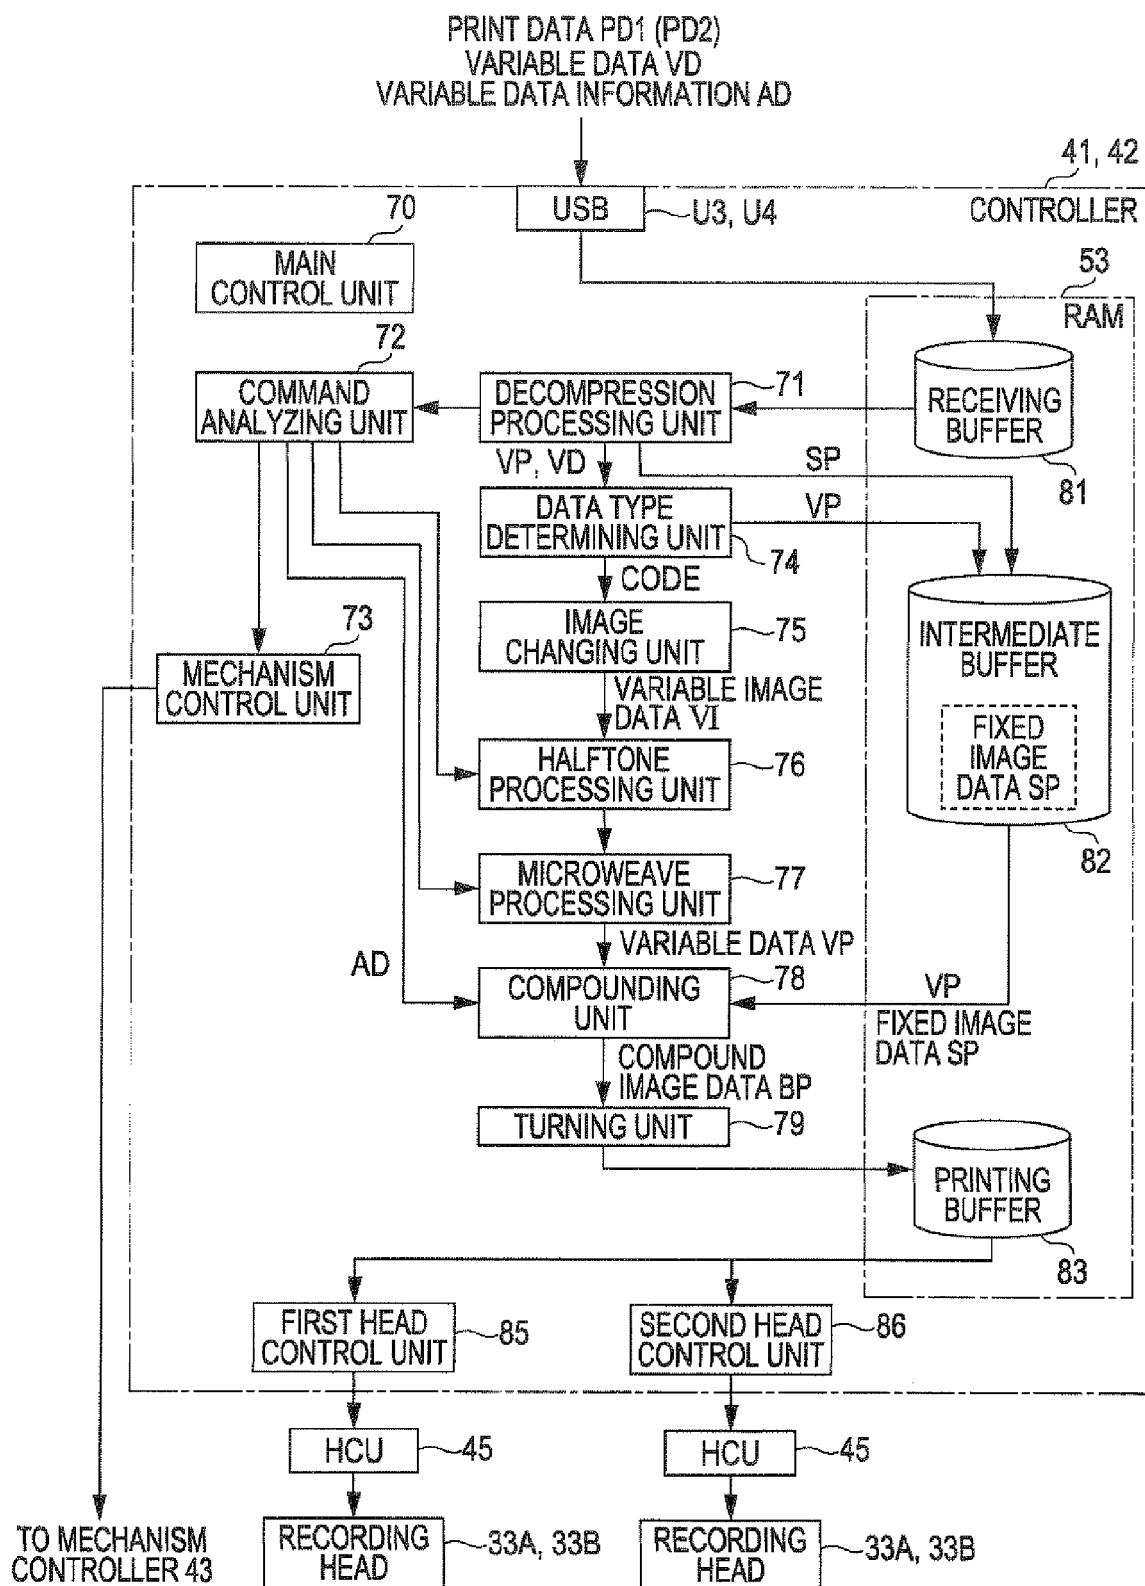 PRINT DATA PD1 (PD2)
VARIABLE DATA VD
VARIABLE DATA INFORMATION AD
41, 42
CONTROLLER
USB
U3, U4
70
MAIN
CONTROL UNIT
53
RAM
72
COMMAND
ANALYZING UNIT
DECOMPRESSION
PROCESSING UNIT
71
RECEIVING
BUFFER
81
VP, VD
SP
DATA TYPE
DETERMINING UNIT
74
VP
CODE
IMAGE
CHANGING UNIT
75
INTERMEDIATE
BUFFER
73
MECHANISM
CONTROL UNIT
VARIABLE IMAGE
DATA VI
FIXED
IMAGE
DATA SP
82
HALFTONE
PROCESSING UNIT
76
MICROWEAVE
PROCESSING UNIT
77
VARIABLE DATA VP
AD
COMPOUNDING
UNIT
78
VP
FIXED IMAGE
DATA SP
COMPOUND
IMAGE DATA BP
TURNING UNIT
79
PRINTING
BUFFER
83
FIRST HEAD
CONTROL UNIT
85
SECOND HEAD
CONTROL UNIT
86
HCU
45
HCU
45
TO MECHANISM
CONTROLLER 43
RECORDING
HEAD
33A, 33B
RECORDING
HEAD
33A, 33B